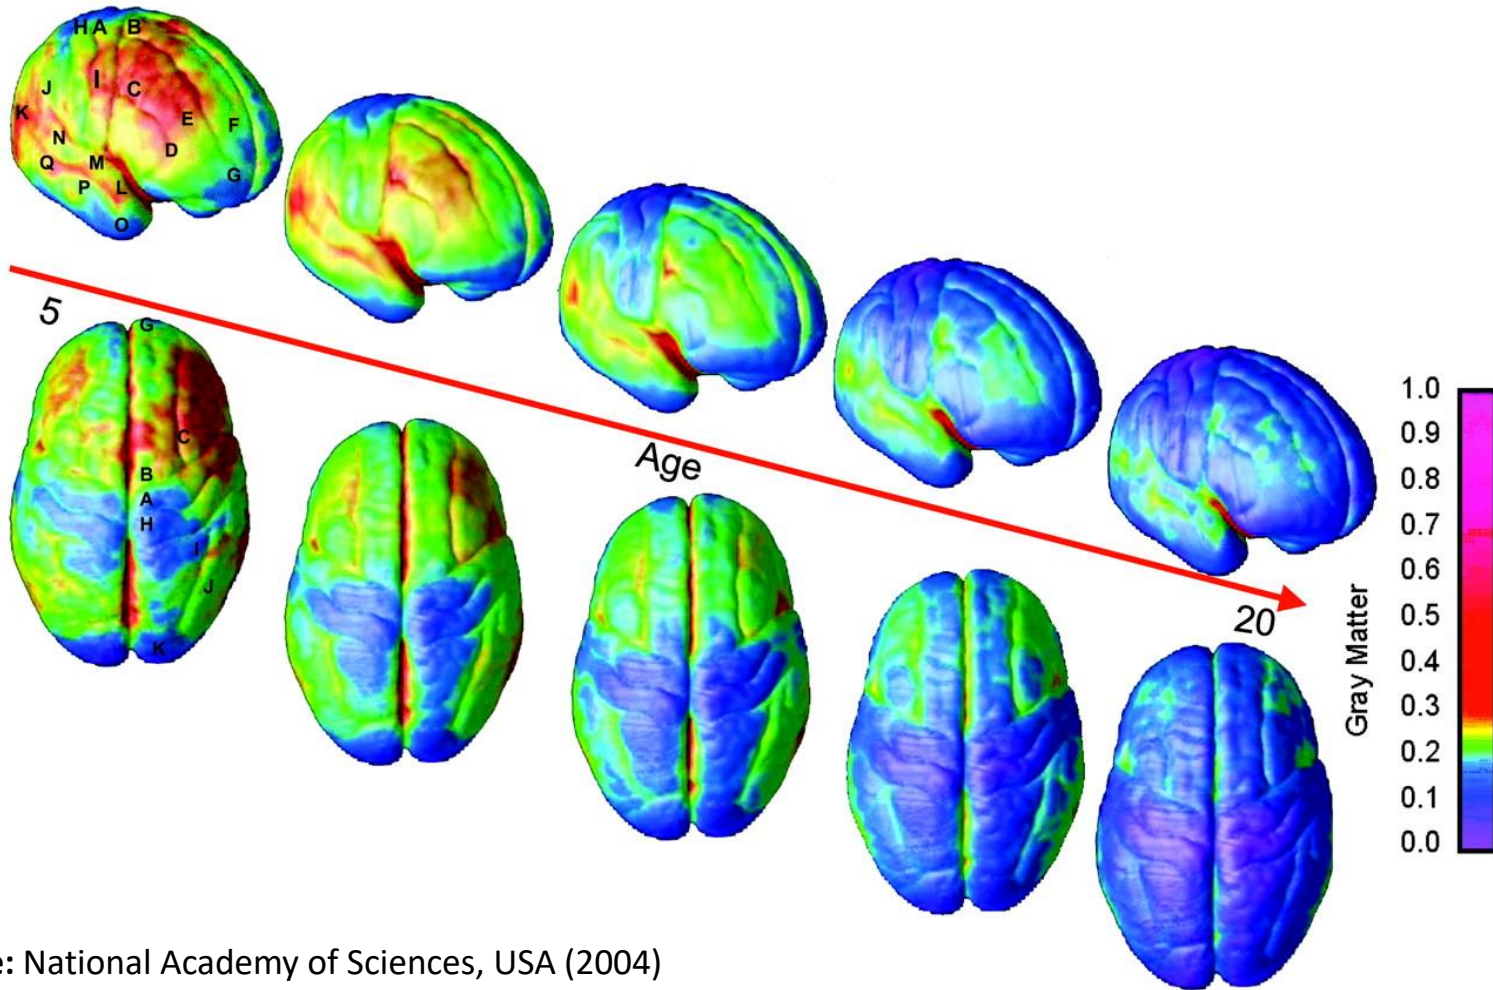 H A B
I C
J
K E F
N D
Q M G
P L
O
5
G
C
B
A
H
I
J
K
Age
20
Gray Matter
1.0
0.9
0.8
0.7
0.6
0.5
0.4
0.3
0.2
0.1
0.0
e: National Academy of Sciences, USA (2004)